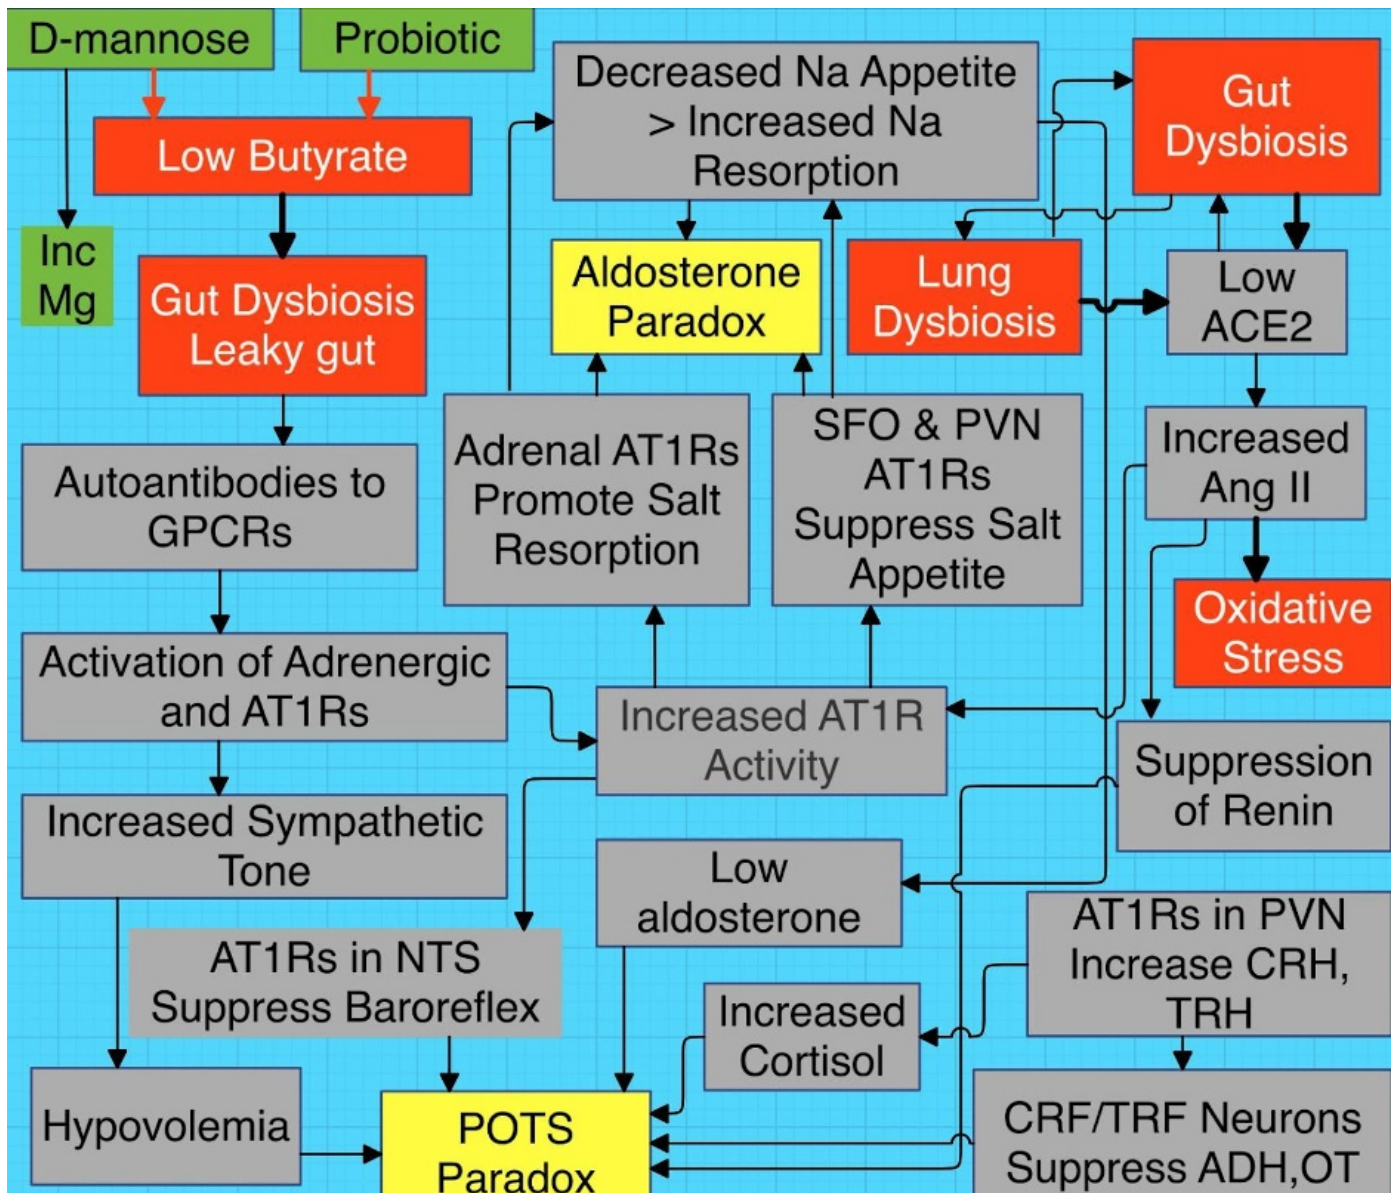 D-mannose
Probiotic
Decreased Na Appetite
> Increased Na
Resorption
Gut
Dysbiosis
Low Butyrate
Inc
Mg
Gut Dysbiosis
Leaky gut
Aldosterone
Paradox
Lung
Dysbiosis
Low
ACE2
Adrenal AT1Rs
Promote Salt
Resorption
SFO & PVN
AT1Rs
Suppress Salt
Appetite
Increased
Ang II
Autoantibodies to
GPCRs
Oxidative
Stress
Activation of Adrenergic
and AT1Rs
Increased AT1R
Activity
Suppression
of Renin
Increased Sympathetic
Tone
Low
aldosterone
AT1Rs in NTS
Suppress Baroreflex
AT1Rs in PVN
Increase CRH,
TRH
Increased
Cortisol
Hypovolemia
POTS
Paradox
CRF/TRF Neurons
Suppress ADH,OT